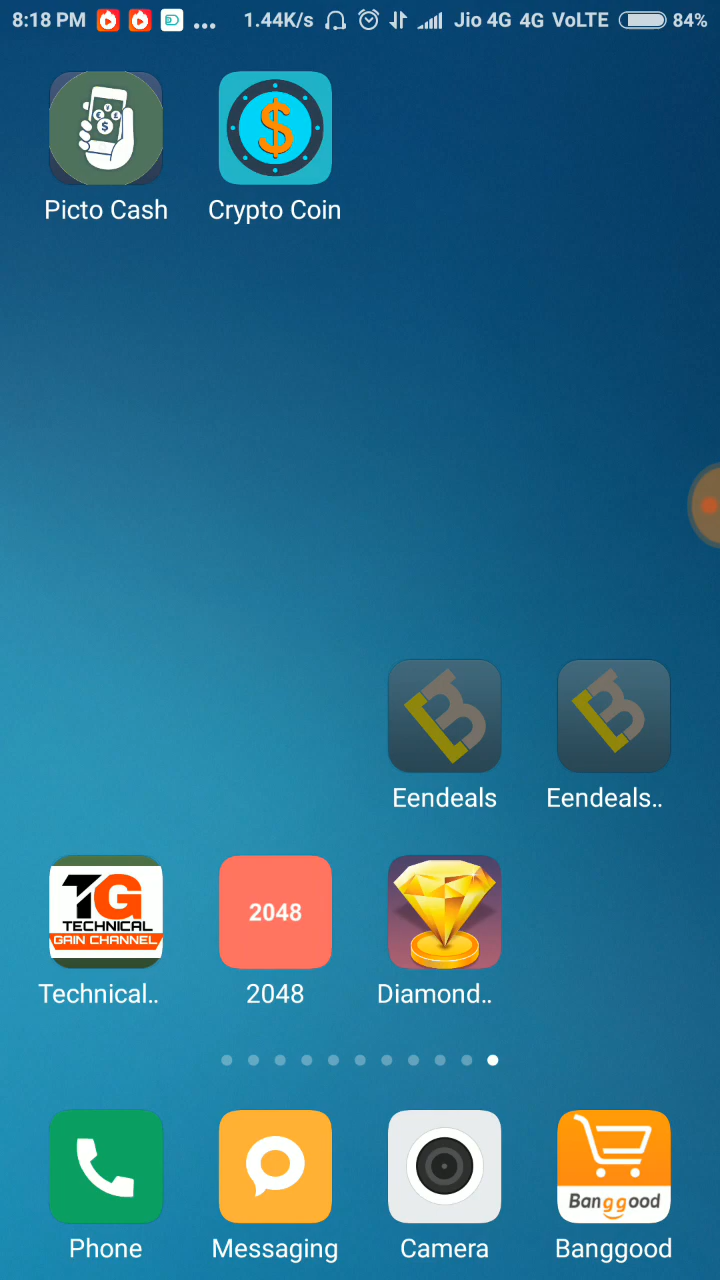 8:18 PM ... 1.44K/s Jio 4G 4G VoLTE 84%
Picto Cash Crypto Coin
Eendeals Eendeals..
TG
TECHNICAL
GAIN CHANNEL
2048
Technical.. 2048 Diamond..
Banggood
Phone Messaging Camera Banggood